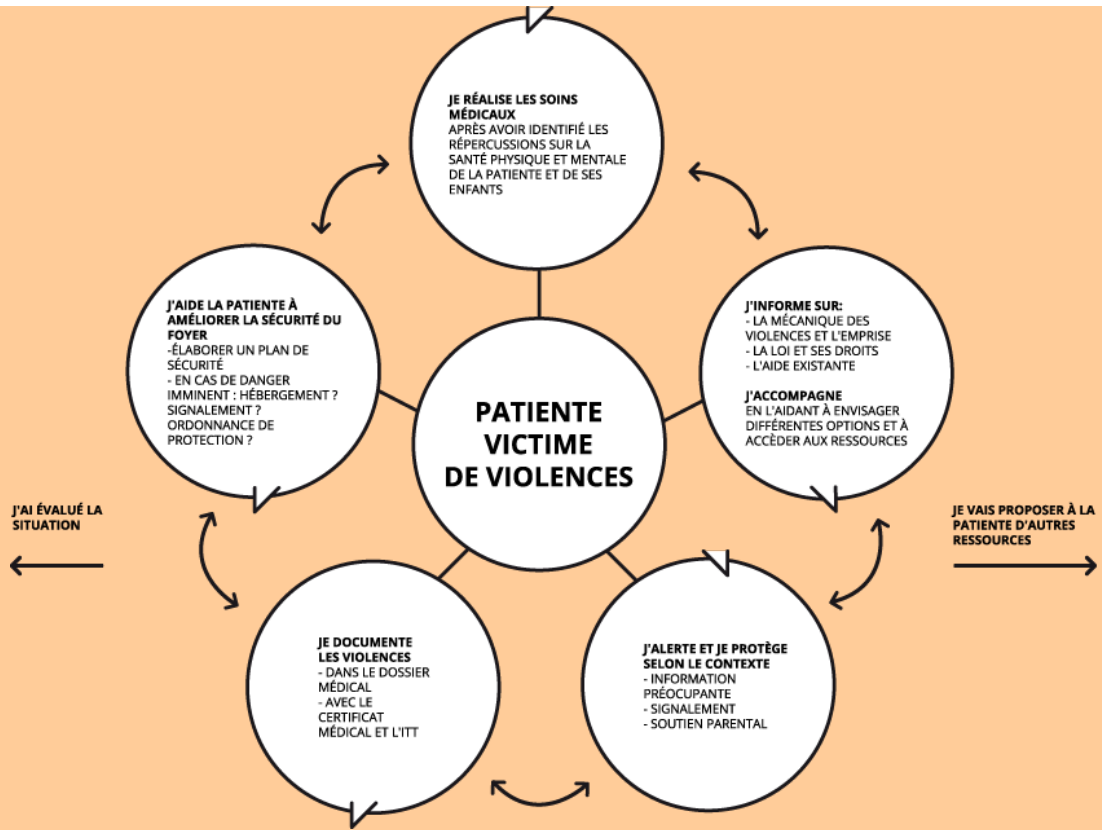 JE RÉALISE LES SOINS
MÉDICAUX
APRÈS AVOIR IDENTIFIÉ LES
RÉPERCUSSIONS SUR LA
SANTÉ PHYSIQUE ET MENTALE
DE LA PATIENTE ET DE SES
ENFANTS
J'AIDE LA PATIENTE À
AMÉLIORER LA SÉCURITÉ DU
FOYER
-ÉLABORER UN PLAN DE
SÉCURITÉ
- EN CAS DE DANGER
IMMINENT : HÉBERGEMENT ?
SIGNALEMENT ?
ORDONNANCE DE
PROTECTION ?
J'INFORME SUR:
- LA MÉCANIQUE DES
VIOLENCES ET L'EMPRISE
- LA LOI ET SES DROITS
- L'AIDE EXISTANTE
J'ACCOMPAGNE
EN L'AIDANT À ENVISAGER
DIFFÉRENTES OPTIONS ET À
ACCÈDER AUX RESSOURCES
PATIENTE
VICTIME
DE VIOLENCES
J'AI ÉVALUÉ LA
SITUATION
JE VAIS PROPOSER À LA
PATIENTE D'AUTRES
RESSOURCES
JE DOCUMENTE
LES VIOLENCES
- DANS LE DOSSIER
MÉDICAL
- AVEC LE
CERTIFICAT
MÉDICAL ET L'ITT
J'ALERTE ET JE PROTÈGE
SELON LE CONTEXTE
- INFORMATION
PRÉOCUPANTE
- SIGNALEMENT
- SOUTIEN PARENTAL